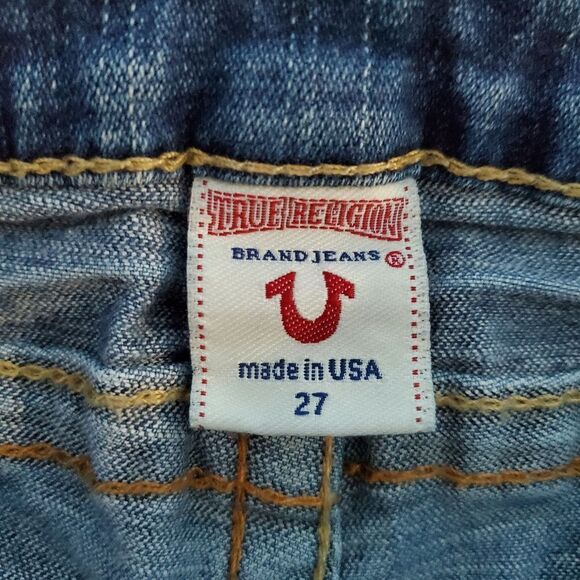 TRUE RELIGION
BRAND JEANS ®
made in USA
27